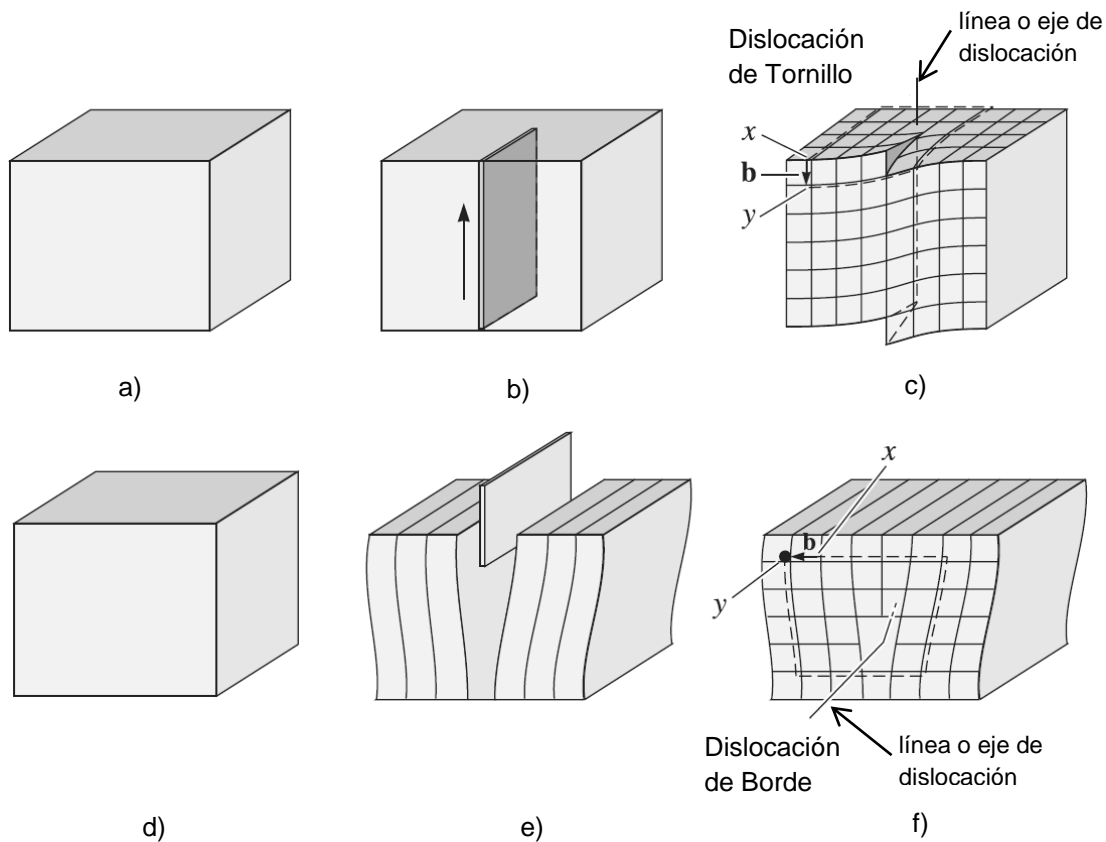 Dislocación
de Tornillo
línea o eje de
dislocación
x
b
y
a)
b)
c)
x
b
y
Dislocación
de Borde
línea o eje de
dislocación
d)
e)
f)